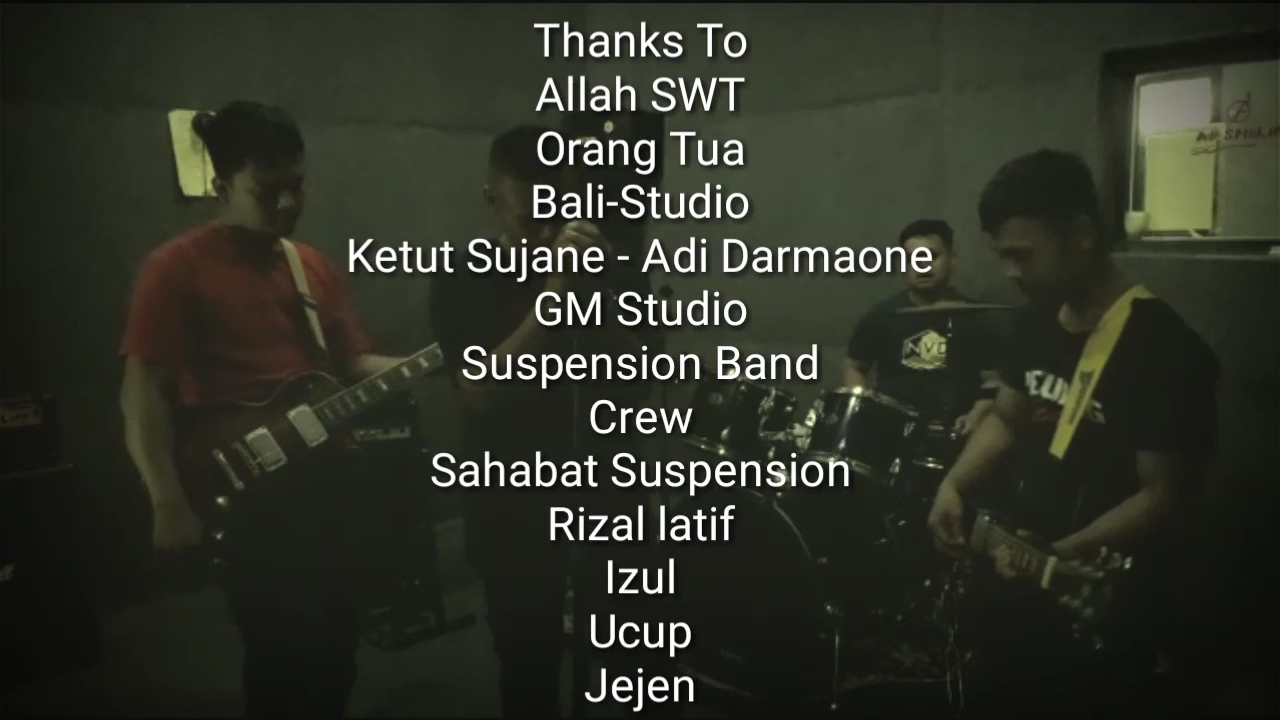 Thanks To
Allah SWT
Orang Tua
Bali-Studio
Ketut Sujane - Adi Darmaone
GM Studio
Suspension Band
Crew
Sahabat Suspension
Rizal latif
Izul
Ucup
Jejen